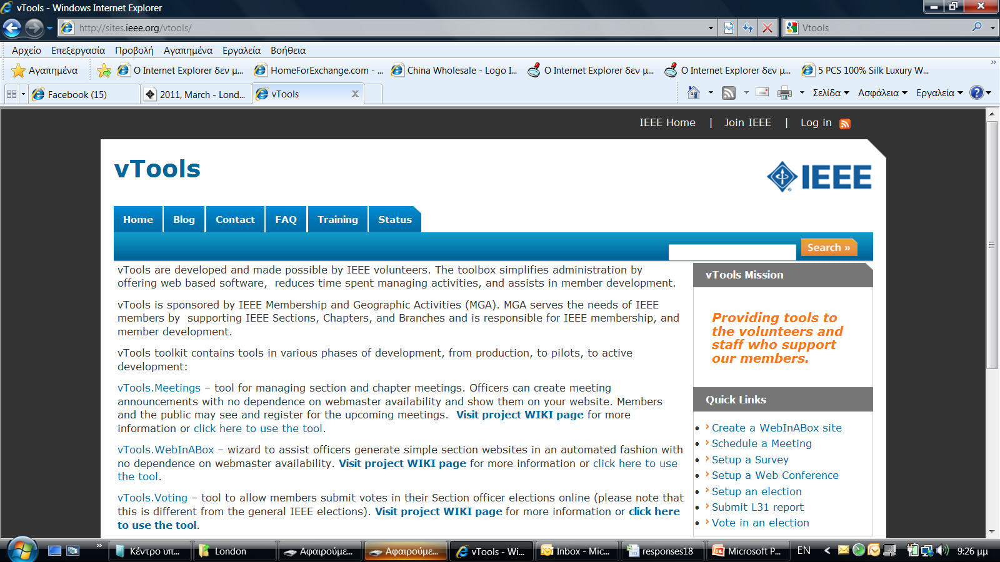 vTools - Windows Internet Explorer
http://sites.ieee.org/vtools/
Vtools
Αρχείο Επεξεργασία Προβολή Αγαπημένα Εργαλεία Βοήθεια
Αγαπημένα Ο Internet Explorer δεν μ... HomeForExchange.com - ... China Wholesale - Logo I... Ο Internet Explorer δεν μ... Ο Internet Explorer δεν μ... 5 PCS 100% Silk Luxury W...
Facebook (15) 2011, March - Lond... vTools Σελίδα Ασφάλεια Εργαλεία
IEEE Home | Join IEEE | Log in
vTools
IEEE
Home Blog Contact FAQ Training Status
Search »
vTools are developed and made possible by IEEE volunteers. The toolbox simplifies administration by
offering web based software, reduces time spent managing activities, and assists in member development.
vTools is sponsored by IEEE Membership and Geographic Activities (MGA). MGA serves the needs of IEEE
members by supporting IEEE Sections, Chapters, and Branches and is responsible for IEEE membership, and
member development.
vTools toolkit contains tools in various phases of development, from production, to pilots, to active
development:
vTools.Meetings – tool for managing section and chapter meetings. Officers can create meeting
announcements with no dependence on webmaster availability and show them on your website. Members
and the public may see and register for the upcoming meetings. Visit project WIKI page for more
information or click here to use the tool.
vTools.WebInABox – wizard to assist officers generate simple section websites in an automated fashion with
no dependence on webmaster availability. Visit project WIKI page for more information or click here to use
the tool.
vTools.Voting – tool to allow members submit votes in their Section officer elections online (please note that
this is different from the general IEEE elections). Visit project WIKI page for more information or click here
to use the tool.
vTools Mission
Providing tools to
the volunteers and
staff who support
our members.
Quick Links
Create a WebInABox site
Schedule a Meeting
Setup a Survey
Setup a Web Conference
Setup an election
Submit L31 report
Vote in an election
Κέντρο υπ... London Αφαιρούμε... Αφαιρούμε... vTools - Wi... Inbox - Mic... responses18 Microsoft P... EN 9:26 μμ